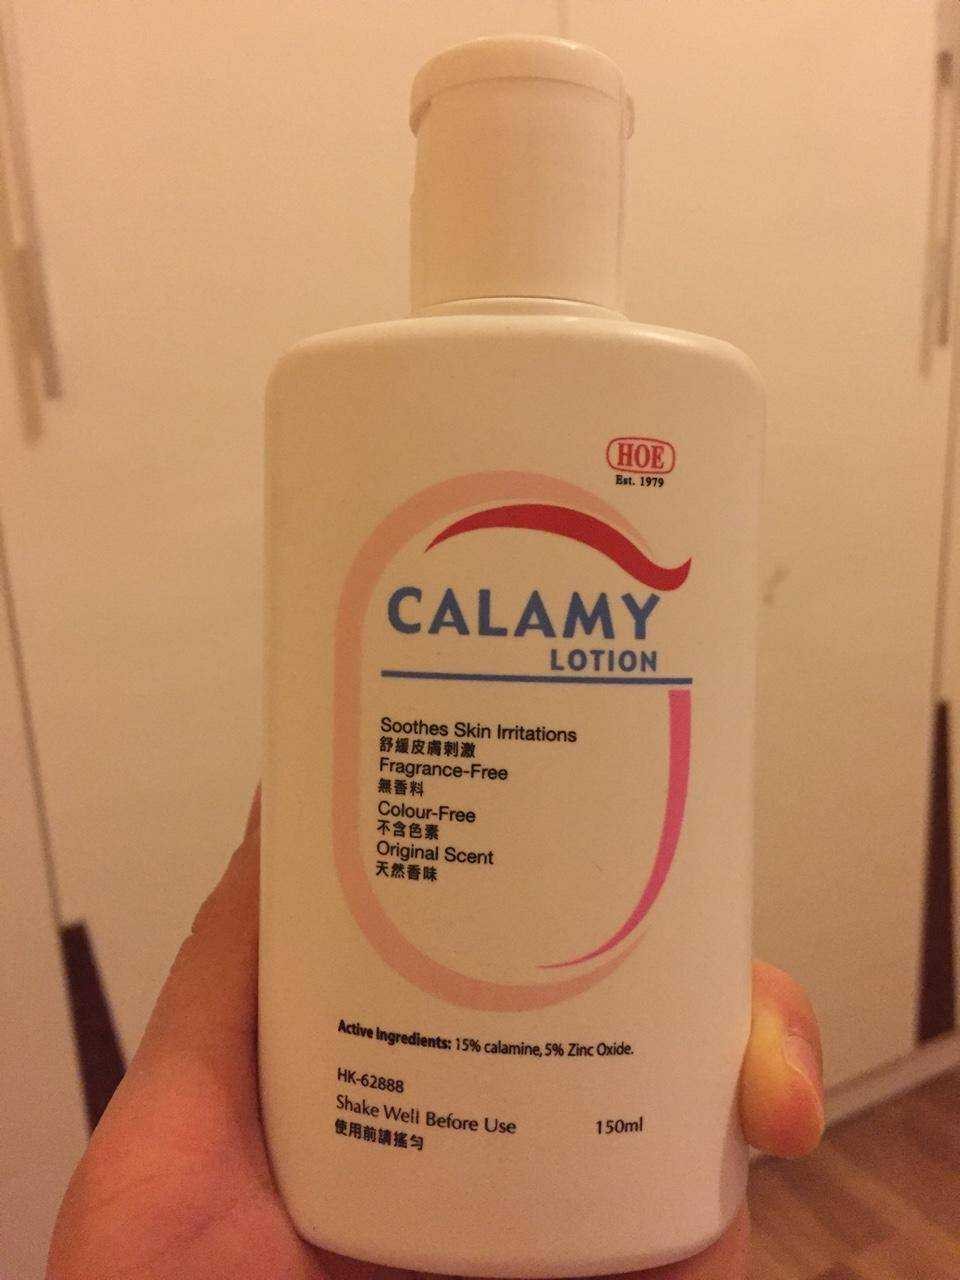 HOE
Est. 1979
CALAMY
LOTION
Soothes Skin Irritations
舒緩皮膚刺激
Fragrance-Free
無香料
Colour-Free
不含色素
Original Scent
天然香味
Active Ingredients: 15% calamine, 5% Zinc Oxide.
HK-62888
Shake Well Before Use
150ml
使用前請搖勻